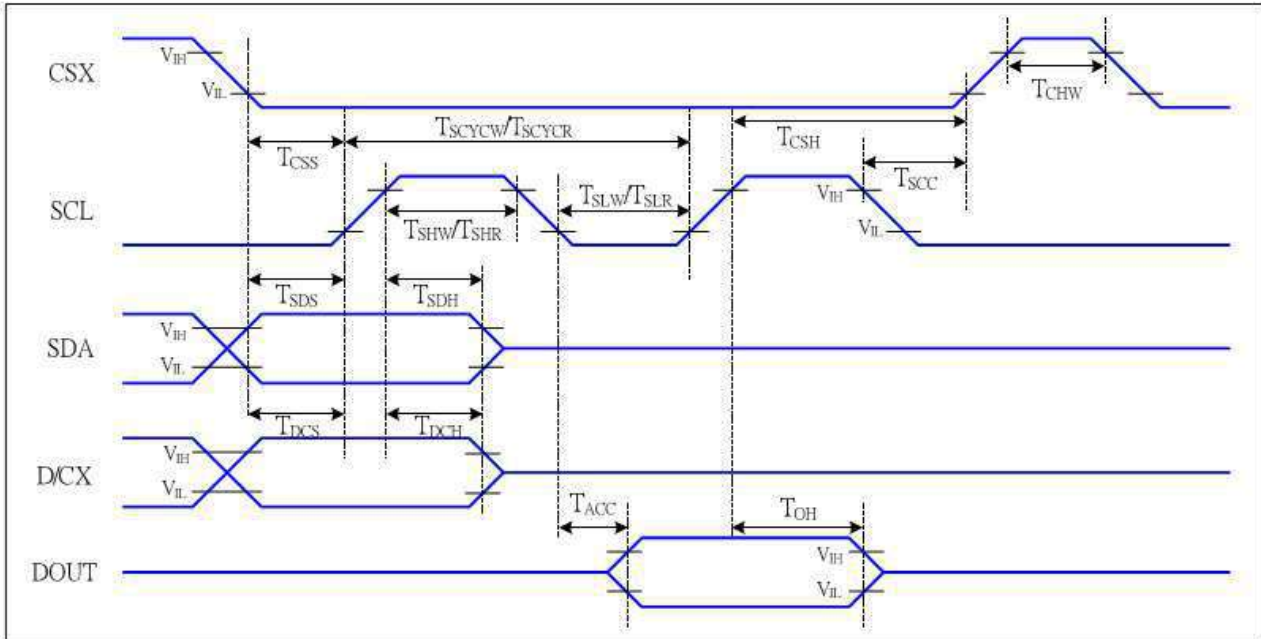 CSX
VIH
VIL
TCHW
TSCYCW/TSCYCR
TCSS
TCSH
TSCC
SCL
TSLW/TSLR
VIH
TSHW/TSHR
VIL
TSDS
TSDH
SDA
VIH
VIL
TDCS
TDCH
D/CX
VIH
VIL
TACC
TOH
DOUT
VIH
VIL